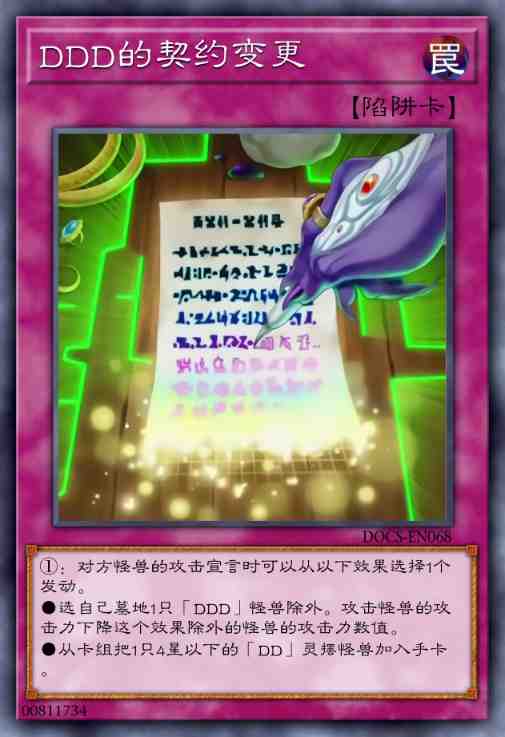 DDD的契约变更
罠
【陷阱卡】
DOCS-EN068
①：对方怪兽的攻击宣言时可以从以下效果选择1个
发动。
●选自己墓地1只「DDD」怪兽除外。攻击怪兽的攻
击力下降这个效果除外的怪兽的攻击力数值。
●从卡组把1只4星以下的「DD」灵摆怪兽加入手卡
。
00811734